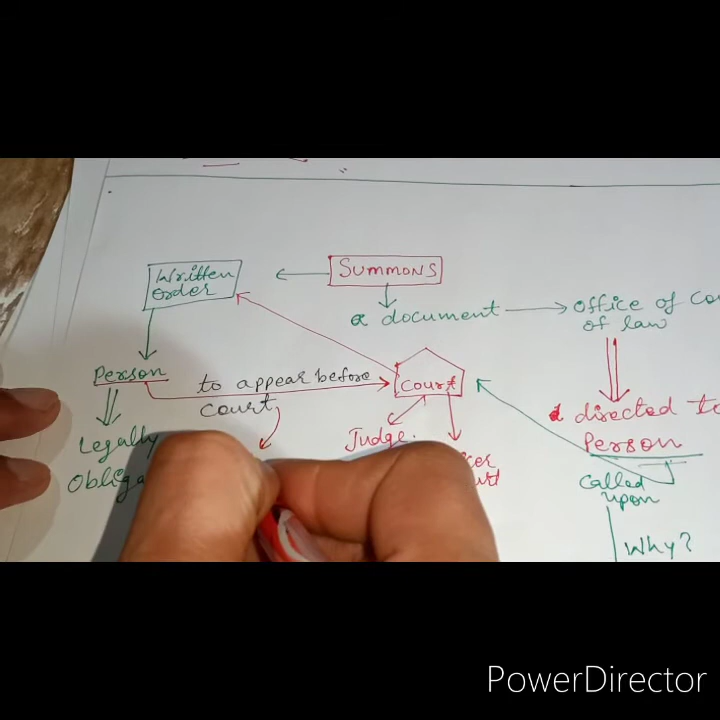 SUMMONS
Written
order
a document
office of
of law
Person
to appear before
court
Court
directed to
Person
Legally
Judge.
called
upon
Why?
PowerDirector